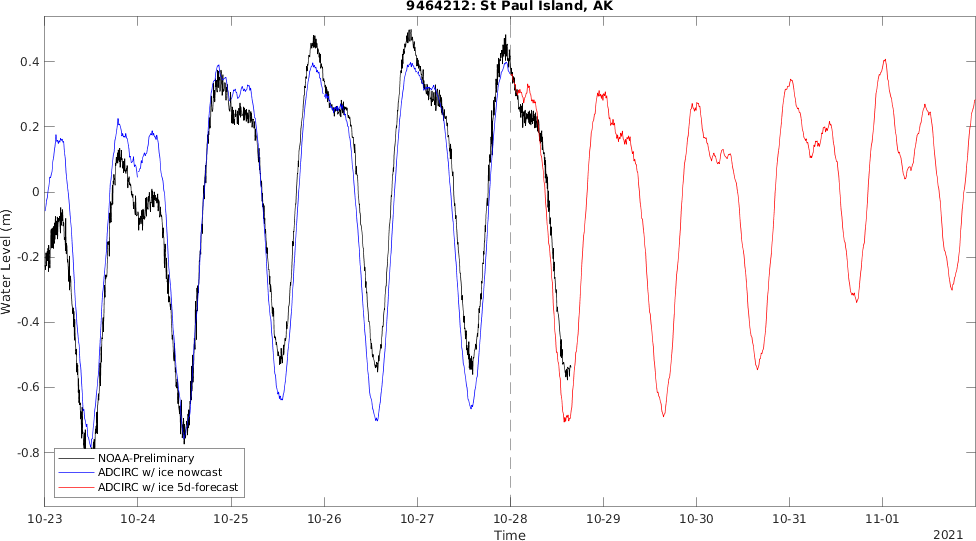 9464212: St Paul Island, AK
Water Level (m)
0.4
0.2
0
-0.2
-0.4
-0.6
-0.8
NOAA-Preliminary
ADCIRC w/ ice nowcast
ADCIRC w/ ice 5d-forecast
10-23 10-24 10-25 10-26 10-27 10-28 10-29 10-30 10-31 11-01
Time
2021